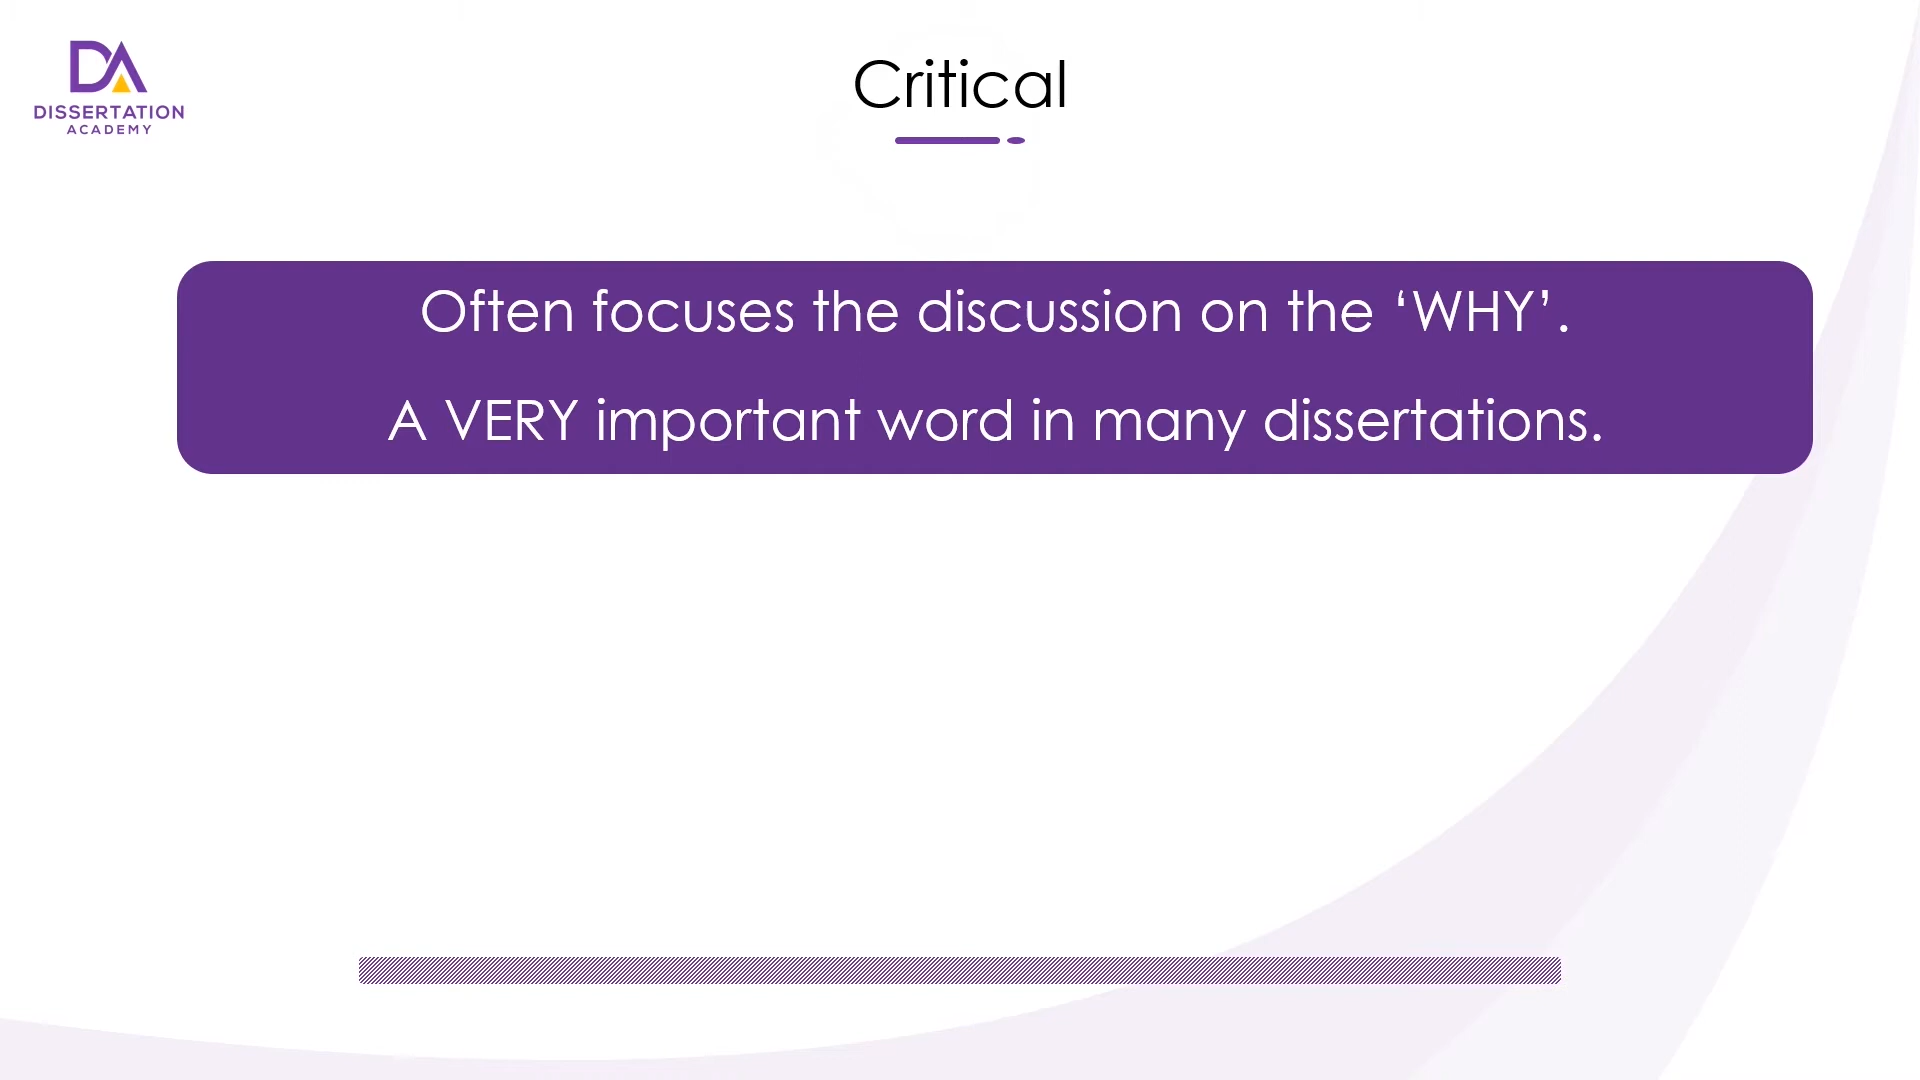 DISSERTATION
ACADEMY
Critical
Often focuses the discussion on the ‘WHY’.
A VERY important word in many dissertations.